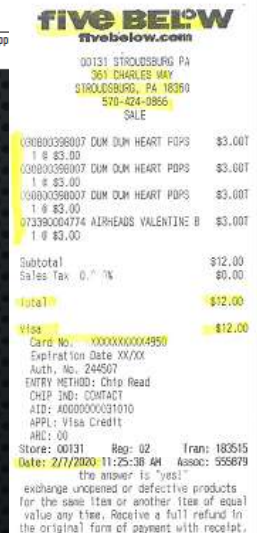 five BELOW
fivebelow.com
00131 STROUDSBURG PA
361 CHARLES WAY
STROUDSBURG, PA 18360
570-424-0866
SALE
030800398007 DUM DUM HEART POPS $3.00T
1 @ $3.00
030800398007 DUM DUM HEART POPS $3.00T
1 @ $3.00
030800398007 DUM DUM HEART POPS $3.00T
1 @ $3.00
073390004774 AIRHEADS VALENTINE B $3.00T
1 @ $3.00
Subtotal $12.00
Sales Tax $0.00
Total $12.00
Visa $12.00
Card No. XXXXXXXXXXXX4950
Expiration Date XX/XX
Auth. No. 244507
ENTRY METHOD: Chip Read
CHIP IND: CONTACT
AID: A0000000031010
APPL: Visa Credit
ARC: 00
Store: 00131 Reg: 02 Tran: 183515
Date: 2/7/2020 11:25:38 AM Assoc: 555879
the answer is "yes!"
exchange unopened or defective products
for the same item or another item of equal
value any time. Receive a full refund in
the original form of payment with receipt.